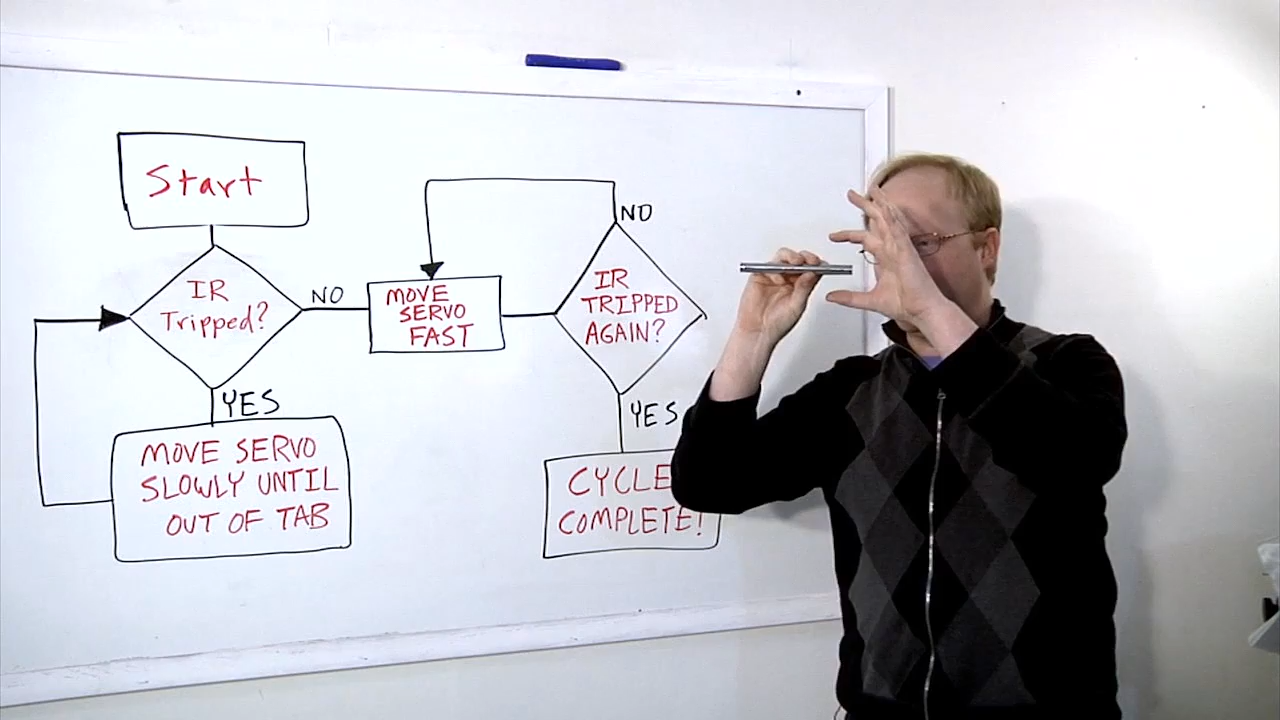 Start
IR
Tripped?
NO
YES
MOVE SERVO
SLOWLY UNTIL
OUT OF TAB
MOVE
SERVO
FAST
NO
IR
TRIPPED
AGAIN?
YES
CYCLE
COMPLETE!